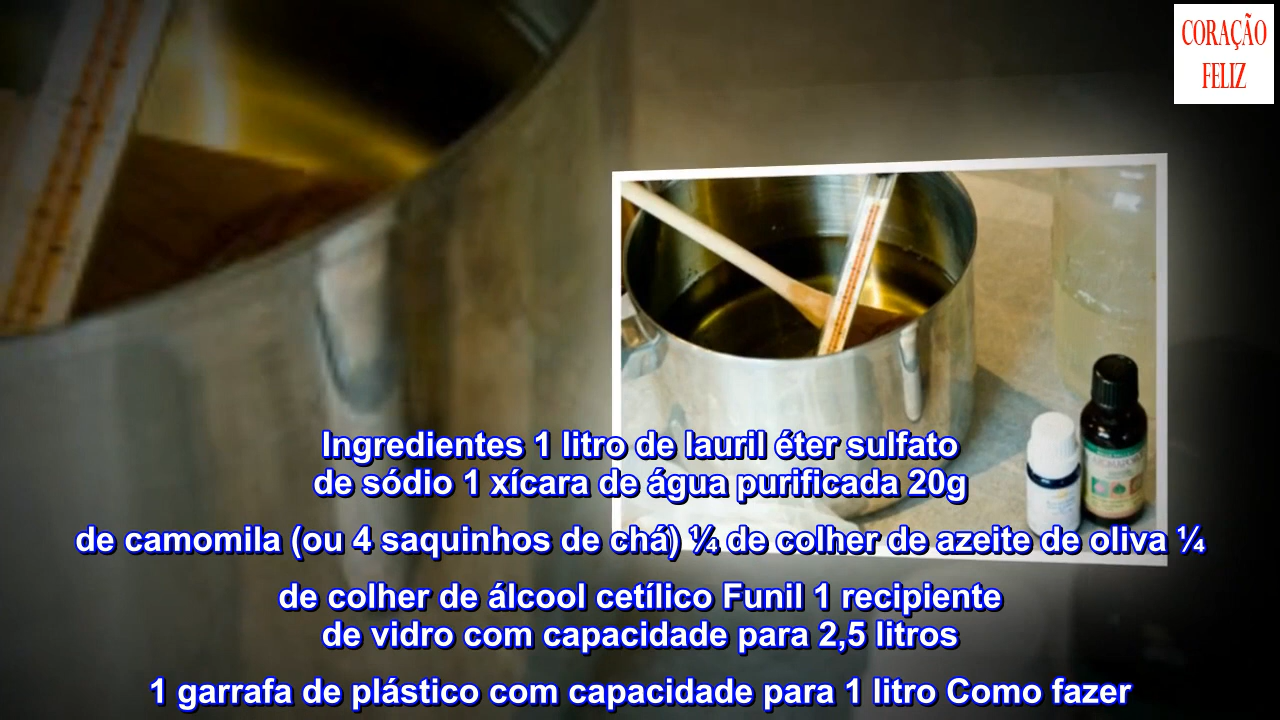 CORAÇÃO
FELIZ
Ingredientes 1 litro de lauril éter sulfato
de sódio 1 xícara de água purificada 20g
de camomila (ou 4 saquinhos de chá) ¼ de colher de azeite de oliva ¼
de colher de álcool cetílico Funil 1 recipiente
de vidro com capacidade para 2,5 litros
1 garrafa de plástico com capacidade para 1 litro Como fazer